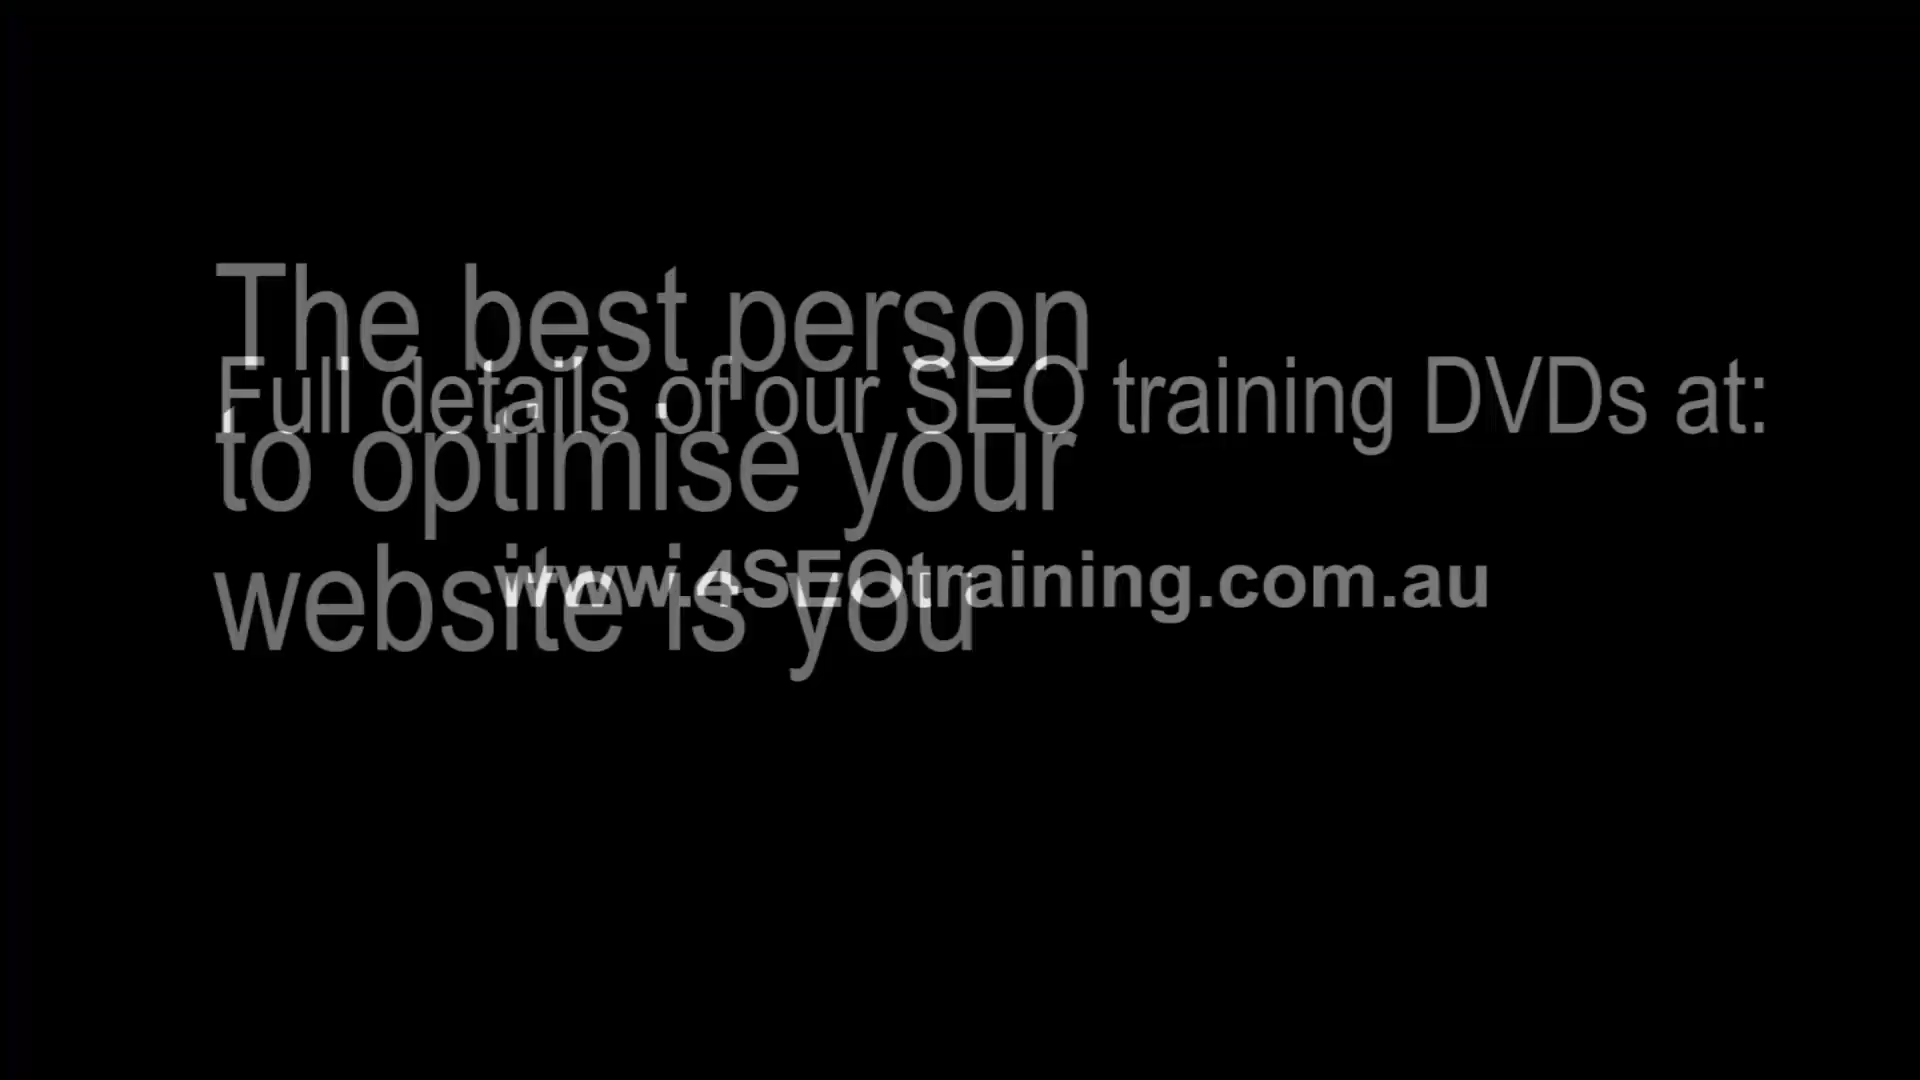 The best person
to optimise your
website is you
Full details of our SEO training DVDs at:
www.4SEOtraining.com.au